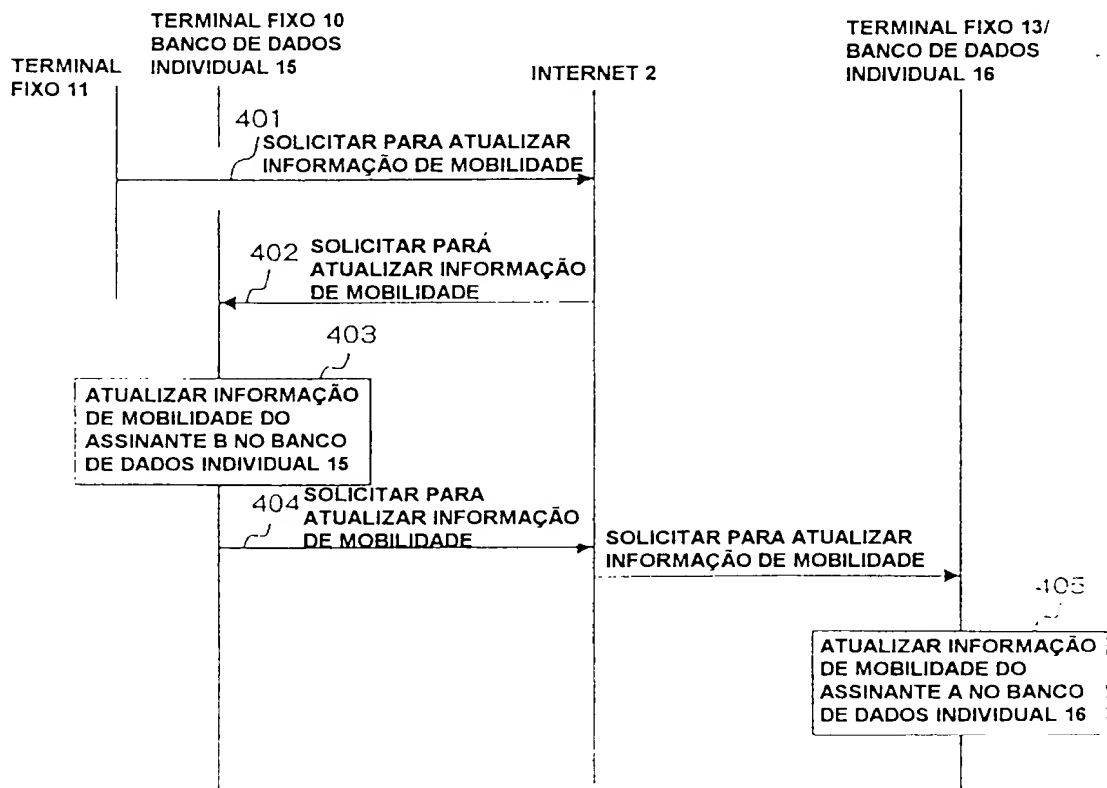 TERMINAL
FIXO 11
TERMINAL FIXO 10
BANCO DE DADOS
INDIVIDUAL 15
INTERNET 2
TERMINAL FIXO 13/
BANCO DE DADOS
INDIVIDUAL 16
401
SOLICITAR PARA ATUALIZAR
INFORMAÇÃO DE MOBILIDADE
402
SOLICITAR PARA
ATUALIZAR INFORMAÇÃO
DE MOBILIDADE
403
ATUALIZAR INFORMAÇÃO
DE MOBILIDADE DO
ASSINANTE B NO BANCO
DE DADOS INDIVIDUAL 15
404
SOLICITAR PARA
ATUALIZAR INFORMAÇÃO
DE MOBILIDADE
SOLICITAR PARA ATUALIZAR
INFORMAÇÃO DE MOBILIDADE
405
ATUALIZAR INFORMAÇÃO
DE MOBILIDADE DO
ASSINANTE A NO BANCO
DE DADOS INDIVIDUAL 16